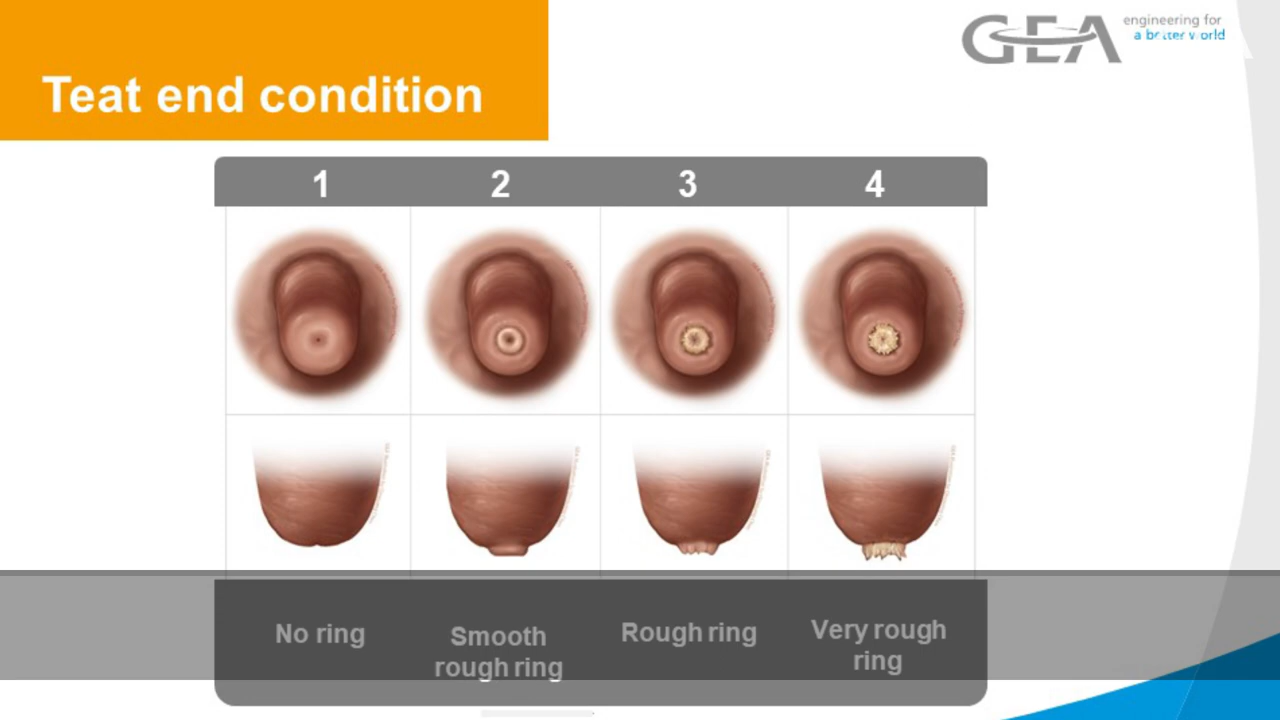 GEA
engineering for
a better world
Teat end condition
1 2 3 4
No ring
Smooth
rough ring
Rough ring
Very rough
ring